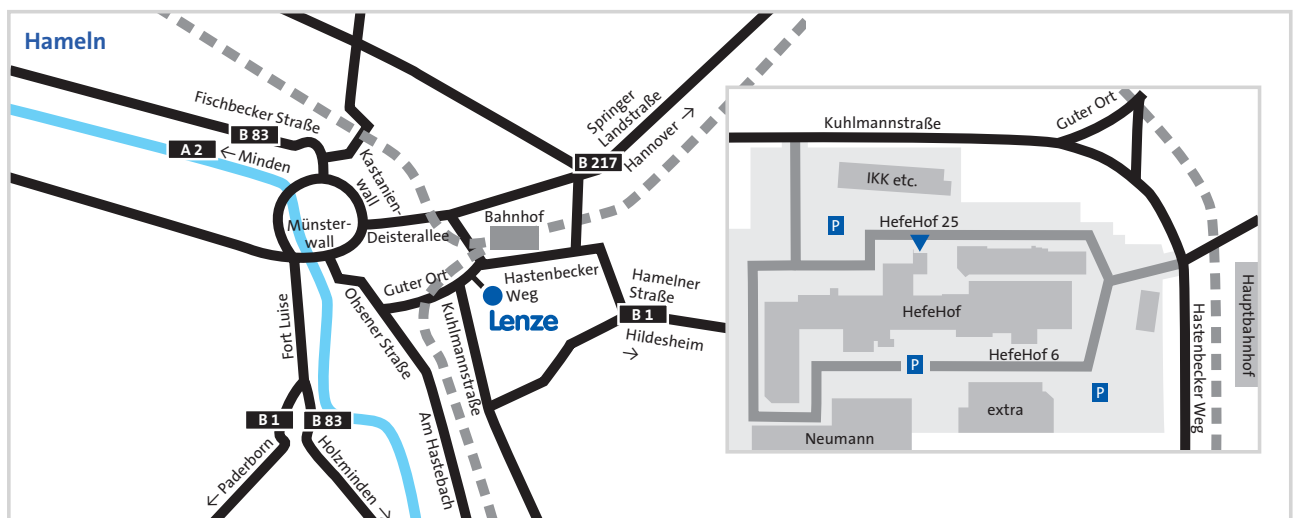 Hameln
Fischbecker Straße
B 83
A 2
← Minden
Kastanien-
wall
Münster-
wall
Deisterallee
Springer
Landstraße
Hannover →
B 217
Bahnhof
Guter Ort
Hastenbecker
Weg
Lenze
Hamelner
Straße
B 1
Hildesheim
→
Fort Luise
Ohsener Straße
Kuhlmannstraße
Am Hastebach
B 1
B 83
← Paderborn
Holzminden →
Kuhlmannstraße
Guter Ort
IKK etc.
P
HefeHof 25
HefeHof
HefeHof 6
P
P
extra
Neumann
Hastenbecker Weg
Hauptbahnhof